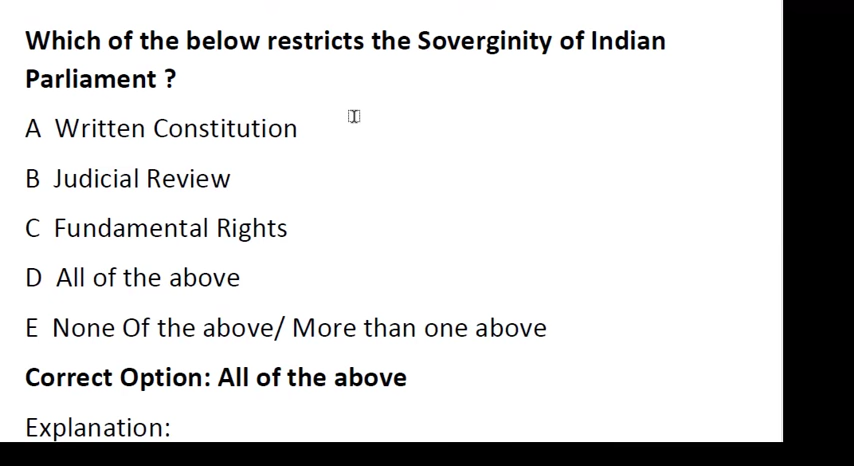 Which of the below restricts the Soverginity of Indian
Parliament ?
A Written Constitution
B Judicial Review
C Fundamental Rights
D All of the above
E None Of the above/ More than one above
Correct Option: All of the above
Explanation: